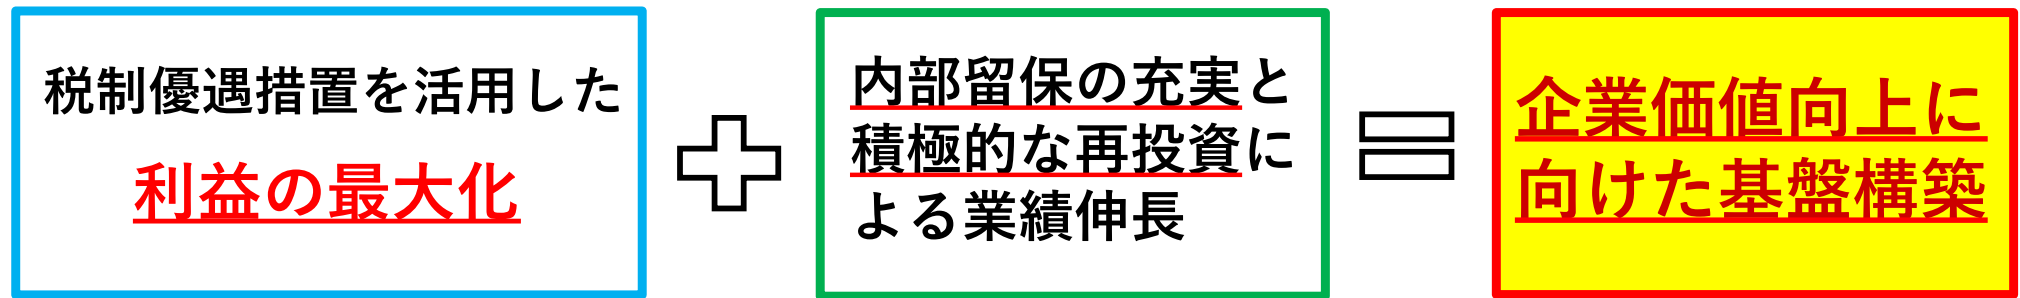 税制優遇措置を活用した
利益の最大化
内部留保の充実と
積極的な再投資に
よる業績伸長
企業価値向上に
向けた基盤構築